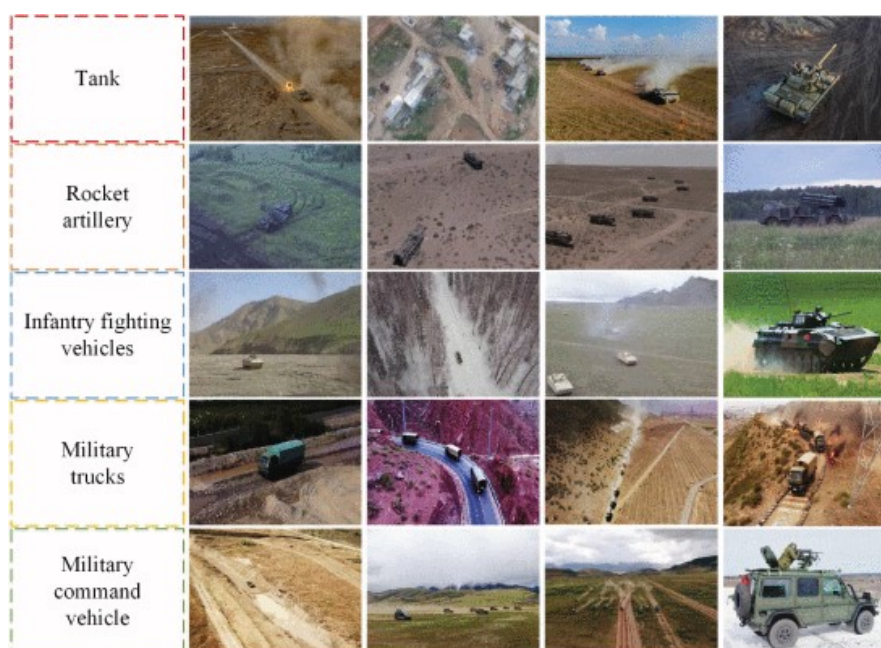 Tank
Rocket
artillery
Infantry fighting
vehicles
Military
trucks
Military
command
vehicle